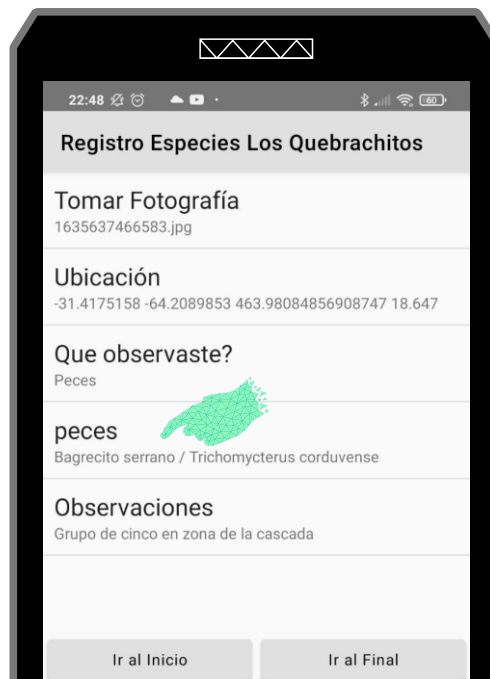 22:48
60
Registro Especies Los Quebrachitos
Tomar Fotografía
1635637466583.jpg
Ubicación
-31.4175158 -64.2089853 463.98084856908747 18.647
Que observaste?
Peces
peces
Bagrecito serrano / Trichomycterus corduvense
Observaciones
Grupo de cinco en zona de la cascada
Ir al Inicio Ir al Final